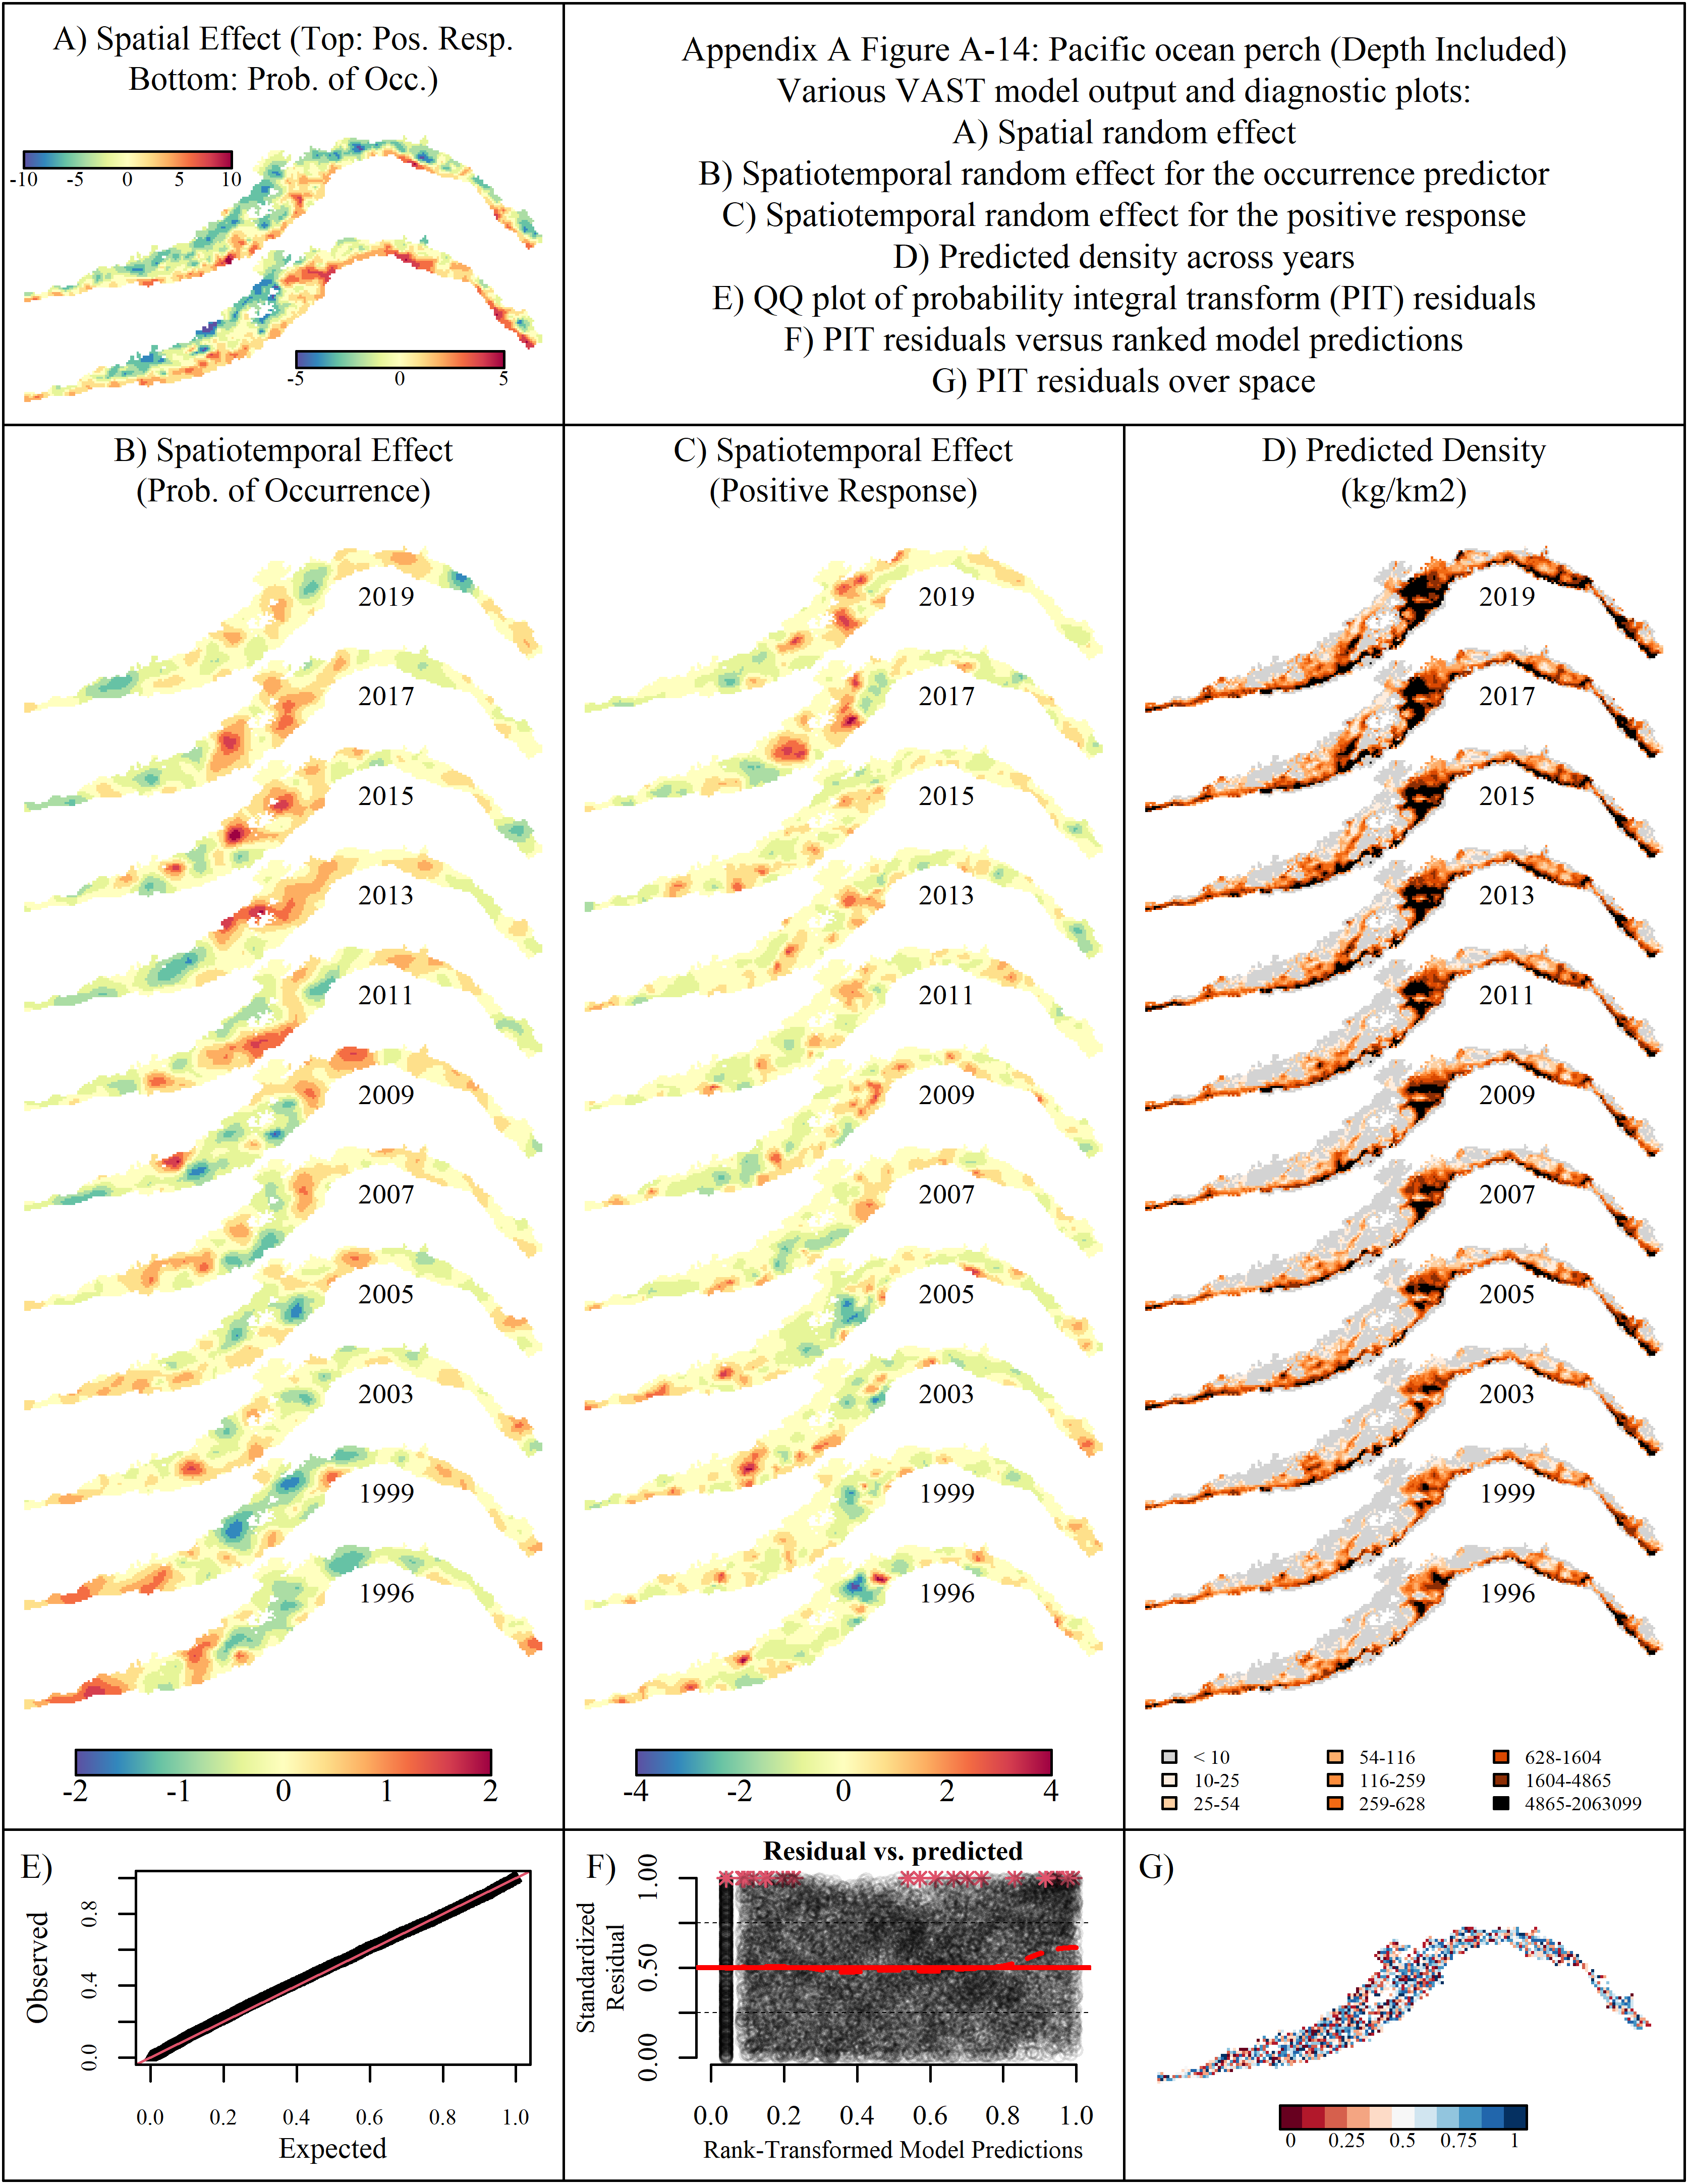 A) Spatial Effect (Top: Pos. Resp.
Bottom: Prob. of Occ.)
-10 -5 0 5 10
-5 0 5
Appendix A Figure A-14: Pacific ocean perch (Depth Included)
Various VAST model output and diagnostic plots:
A) Spatial random effect
B) Spatiotemporal random effect for the occurrence predictor
C) Spatiotemporal random effect for the positive response
D) Predicted density across years
E) QQ plot of probability integral transform (PIT) residuals
F) PIT residuals versus ranked model predictions
G) PIT residuals over space
B) Spatiotemporal Effect
(Prob. of Occurrence)
2019
2017
2015
2013
2011
2009
2007
2005
2003
1999
1996
-2 -1 0 1 2
C) Spatiotemporal Effect
(Positive Response)
2019
2017
2015
2013
2011
2009
2007
2005
2003
1999
1996
-4 -2 0 2 4
D) Predicted Density
(kg/km2)
2019
2017
2015
2013
2011
2009
2007
2005
2003
1999
1996
< 10 54-116 628-1604
10-25 116-259 1604-4865
25-54 259-628 4865-2063099
E)
Observed
0.0 0.4 0.8
0.0 0.2 0.4 0.6 0.8 1.0
Expected
F)
Residual vs. predicted
Standardized
Residual
0.00 0.50 1.00
0.0 0.2 0.4 0.6 0.8 1.0
Rank-Transformed Model Predictions
G)
0 0.25 0.5 0.75 1